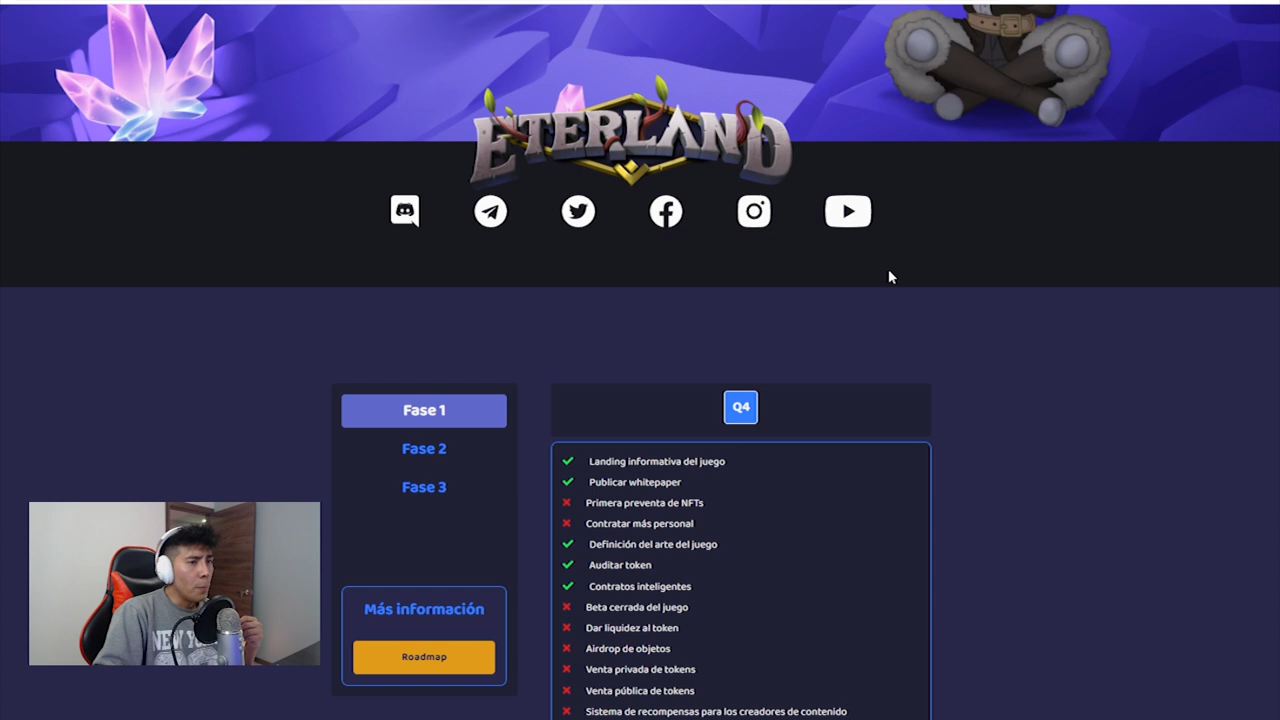 ETERLAND
Fase 1
Fase 2
Fase 3
Más información
Roadmap
Q4
Landing informativa del juego
Publicar whitepaper
Primera preventa de NFTs
Contratar más personal
Definición del arte del juego
Auditar token
Contratos inteligentes
Beta cerrada del juego
Dar liquidez al token
Airdrop de objetos
Venta privada de tokens
Venta pública de tokens
Sistema de recompensas para los creadores de contenido
NEW